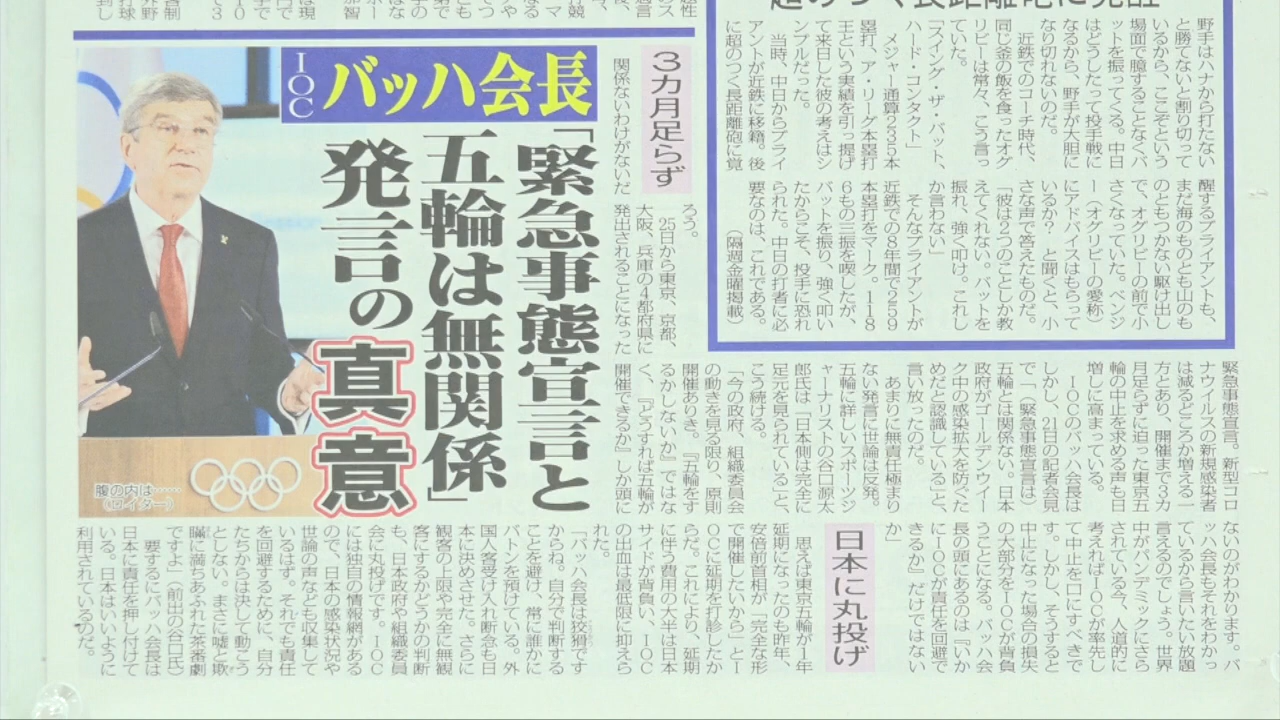 超のつく長距離砲に覚醒
野手はハナから打たない
と勝てないと割り切って
いるから、ここぞという
場面で臆することなくバ
ットを振ってくる。中日
はどうしたって投手戦に
なるから、野手が大胆に
なり切れないのだ。
近鉄でのコーチ時代、
同じ釜の飯を食ったオグ
リビーは常々、こう言っ
ていた。
「スイング・ザ・バット、
ハード・コンタクト」
メジャー通算235本
塁打、ア・リーグ本塁打
王という実績を引っ提げ
て来日した彼の考えはシ
ンプルだった。
当時、中日からブライ
アントが近鉄に移籍。後
に超のつく長距離砲に覚
醒するブライアントも、
まだ海のものとも山のも
のともつかない駆け出し
で、オグリビーの前で小
さくなっていた。ベンジ
ー(オグリビーの愛称)
にアドバイスはもらって
いるか?と聞くと、小
さな声で答えたものだ。
「彼は2つのことしか教
えてくれない。バットを
振れ、強く叩け。これし
か言わない」
そんなブライアントが
近鉄での8年間で259
本塁打をマーク。118
6もの三振を喫したが、
バットを振り、強く叩い
たからこそ、投手に恐れ
られた。中日の打者に必
要なのは、これである。
(隔週金曜掲載)
IOCバッハ会長
「緊急事態宣言と
五輪は無関係」
発言の真意
腹の内は……
(ロイター)
3カ月足らず
関係ないわけがないだ
ろう。
25日から東京、京都、
大阪、兵庫の4都府県に
発出されることになった
緊急事態宣言。新型コロ
ナウイルスの新規感染者
は減るどころか増える一
方とあり、開催まで3カ
月足らずに迫った東京五
輪の中止を求める声も日
増しに高まっている。
IOCのバッハ会長は
しかし、21日の記者会見
で「(緊急事態宣言は)
五輪とは関係ない。日本
政府がゴールデンウイー
ク中の感染拡大を防ぐた
めだと認識している」と、
言い放ったのだ。
あまりに無責任極まり
ない発言に世論は反発。
五輪に詳しいスポーツジ
ャーナリストの谷口源太
郎氏は「日本側は完全に
足元を見られている」と、
こう続ける。
「今の政府、組織委員会
の動きを見る限り、原則
開催ありき。『五輪をす
るかしないか』ではな
く、『どうすれば五輪が
開催できるか』しか頭に
ないのがわかります。バ
ッハ会長もそれをわかっ
ているから言いたい放題
言えるのでしょう。世界
中がパンデミックにさら
されている今、人道的に
考えればIOCが率先し
て中止を口にすべきで
す。しかし、そうすると
中止になった場合の損失
の大部分をIOCが背負
うことになる。バッハ会
長の頭にあるのは『いか
にIOCが責任を回避で
きるか』だけではない
か」
日本に丸投げ
思えば東京五輪が1年
延期になったのも昨年、
安倍前首相が「完全な形
で開催したいから」とI
OCに延期を打診したか
らだ。これにより、延期
に伴う費用の大半は日本
サイドが背負い、IOC
の出血は最低限に抑えら
れた。
「バッハ会長は狡猾です
からね。自分で判断する
ことを避け、常に誰かに
バトンを預けている。外
国人客受け入れ断念も日
本に決めさせた。さらに
観客の上限や完全に無観
客にするかどうかの判断
も、日本政府や組織委員
会に丸投げです。IOC
には独自の情報網がある
ので、日本の感染状況や
世論の声なども収集して
いるはず。それでも責任
を回避するために、自分
たちからは決して動こう
としない。まさに嘘と欺
瞞に満ちあふれた茶番劇
ですよ」(前出の谷口氏)
要するにバッハ会長は
日本に責任を押し付けて
いる。日本はいいように
利用されているのだ。